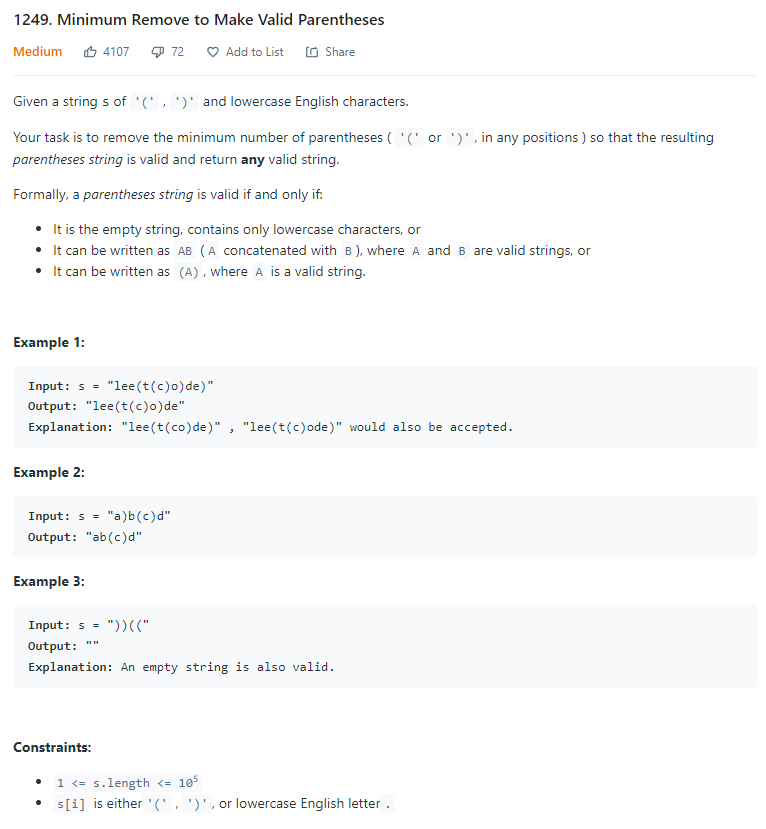 1249. Minimum Remove to Make Valid Parentheses
Medium 4107 72 Add to List Share
Given a string s of '(' , ')' and lowercase English characters.
Your task is to remove the minimum number of parentheses ( '(' or ')' , in any positions ) so that the resulting
parentheses string is valid and return any valid string.
Formally, a parentheses string is valid if and only if:
• It is the empty string, contains only lowercase characters, or
• It can be written as AB ( A concatenated with B ), where A and B are valid strings, or
• It can be written as (A) , where A is a valid string.
Example 1:
Input: s = "lee(t(c)o)de)"
Output: "lee(t(c)o)de"
Explanation: "lee(t(co)de)" , "lee(t(c)ode)" would also be accepted.
Example 2:
Input: s = "a)b(c)d"
Output: "ab(c)d"
Example 3:
Input: s = "))(("
Output: ""
Explanation: An empty string is also valid.
Constraints:
• 1 <= s.length <= 10⁵
• s[i] is either '(' , ')' , or lowercase English letter .